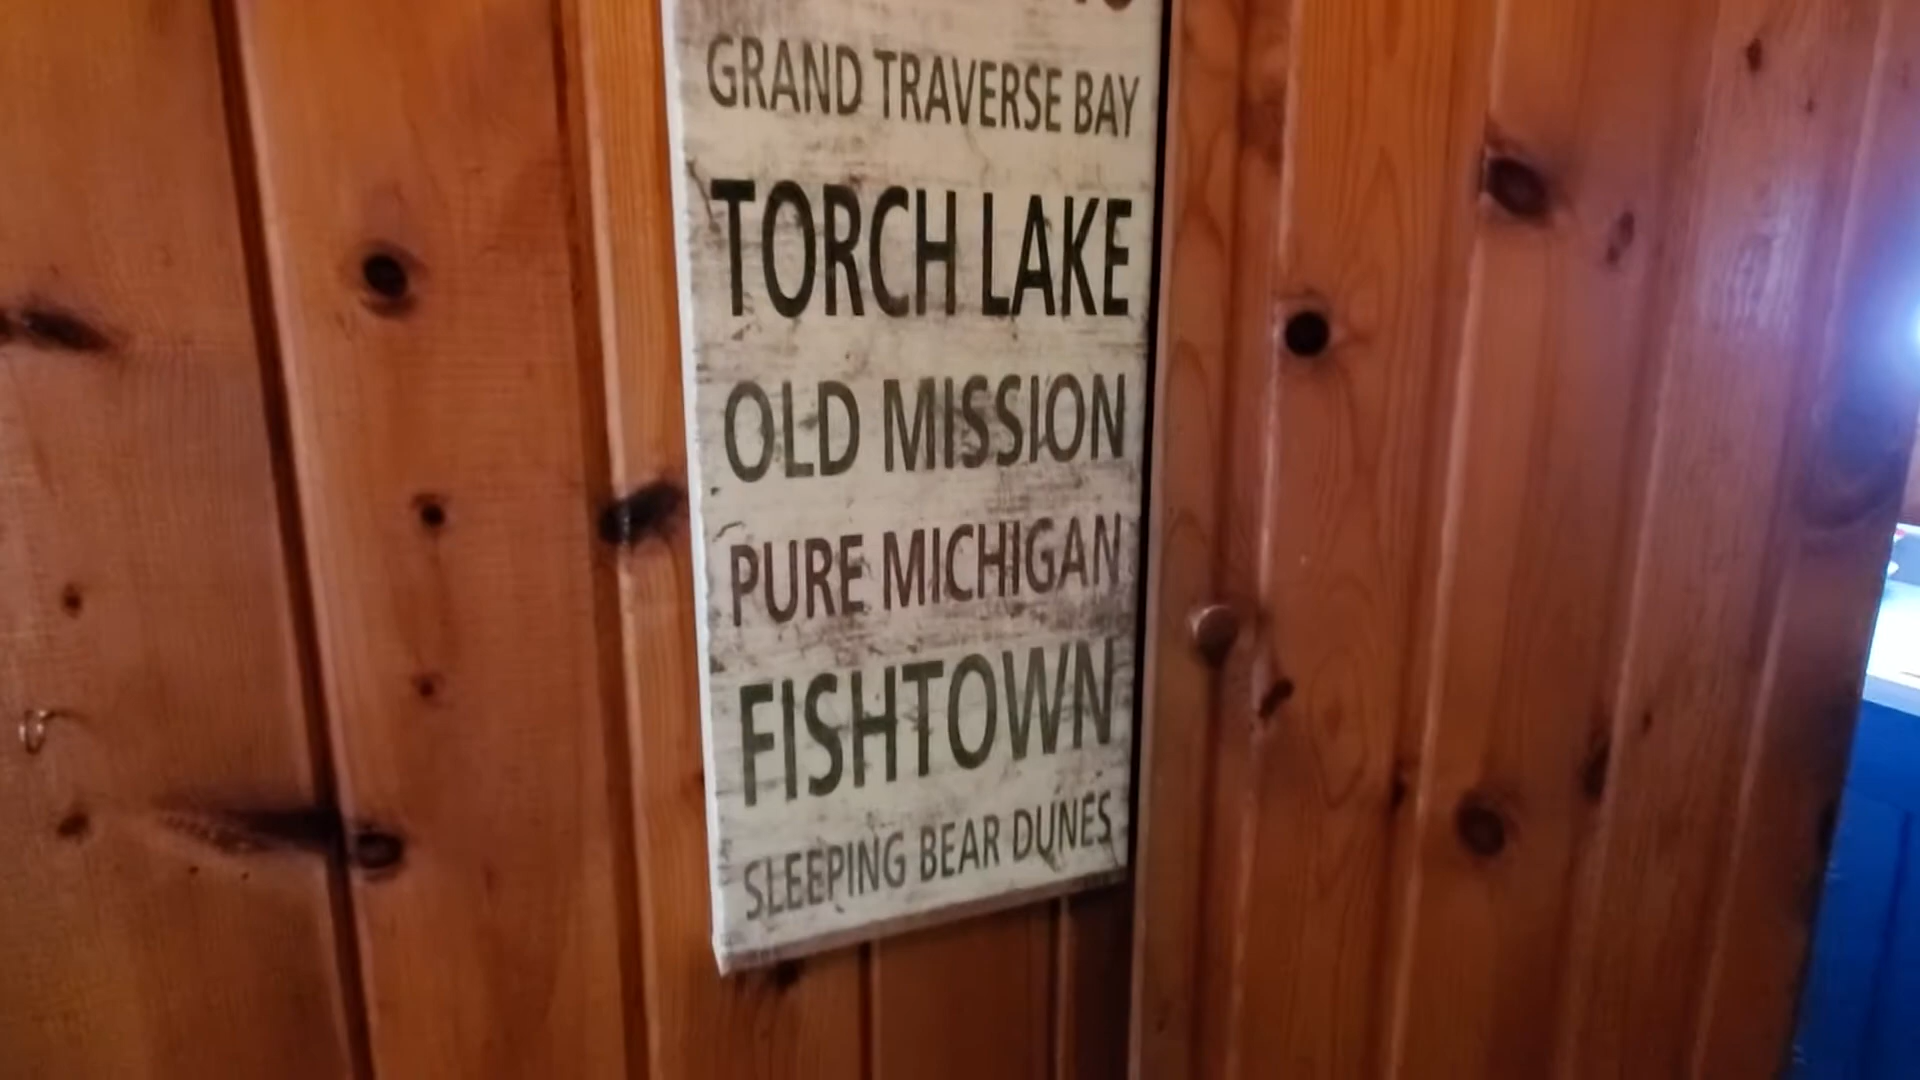 GRAND TRAVERSE BAY
TORCH LAKE
OLD MISSION
PURE MICHIGAN
FISHTOWN
SLEEPING BEAR DUNES